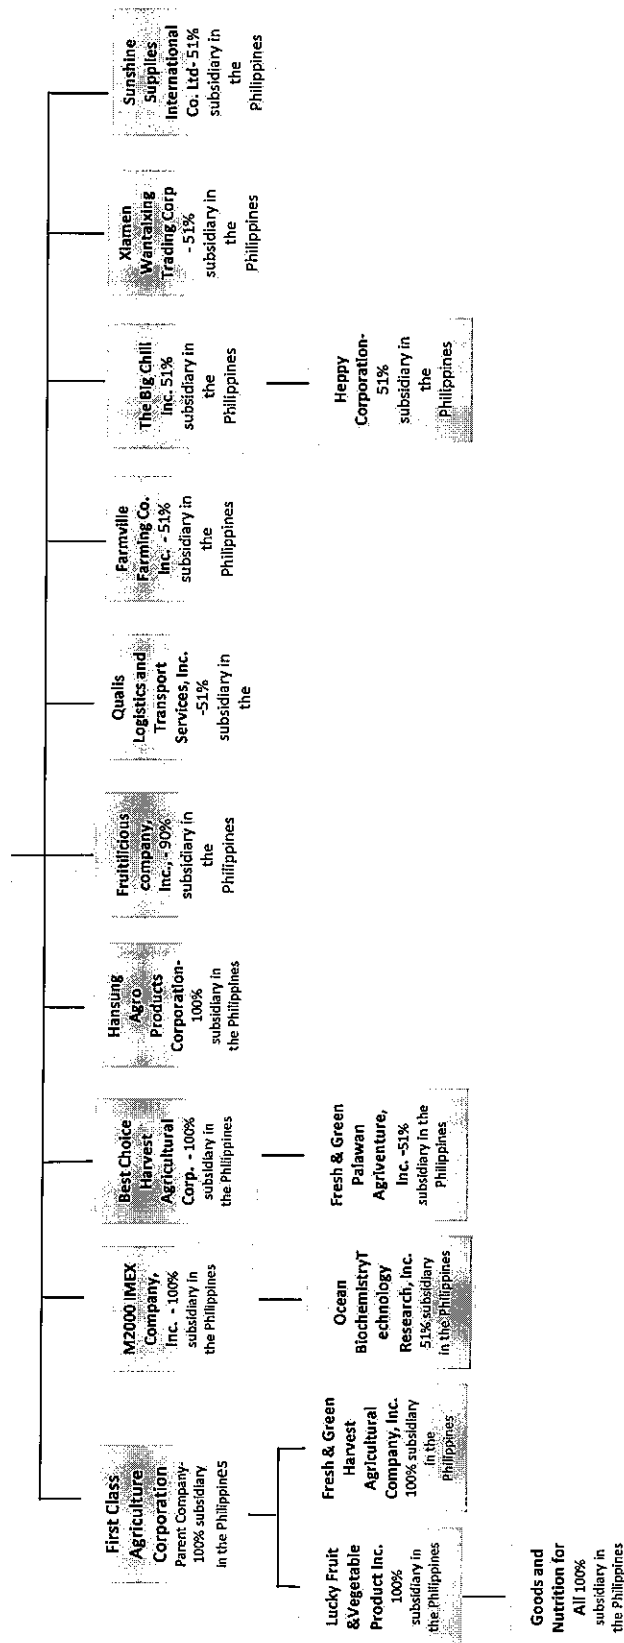 First Class
Agriculture
Corporation
Parent Company-
100% subsidiary
in the Philippines
M2000 IMEX
Company,
Inc. - 100%
subsidiary in
the Philippines
Best Choice
Harvest
Agricultural
Corp. - 100%
subsidiary in
the Philippines
Hansung
Agro
Products
Corporation-
100%
subsidiary in
the Philippines
Fruitilicious
company,
Inc., - 90%
subsidiary in
the
Philippines
Qualis
Logistics and
Transport
Services, Inc.
-51%
subsidiary in
the
Farmville
Farming Co.
Inc. - 51%
subsidiary in
the
Philippines
The Big Chill
Inc. 51%
subsidiary in
the
Philippines
Xiamen
Wantaixing
Trading Corp
- 51%
subsidiary in
the
Philippines
Sunshine
Supplies
International
Co. Ltd- 51%
subsidiary in
the
Philippines
Lucky Fruit
&Vegetable
Product Inc.
100%
subsidiary in
the Philippines
Fresh & Green
Harvest
Agricultural
Company, Inc.
100% subsidiary
in the
Philippines
Ocean
BiochemistryT
echnology
Research, Inc.
51% subsidiary
in the Philippines
Fresh & Green
Palawan
Agriventure,
Inc. -51%
subsidiary in the
Philippines
Heppy
Corporation-
51%
subsidiary in
the
Philippines
Goods and
Nutrition for
All 100%
subsidiary in
the Philippines